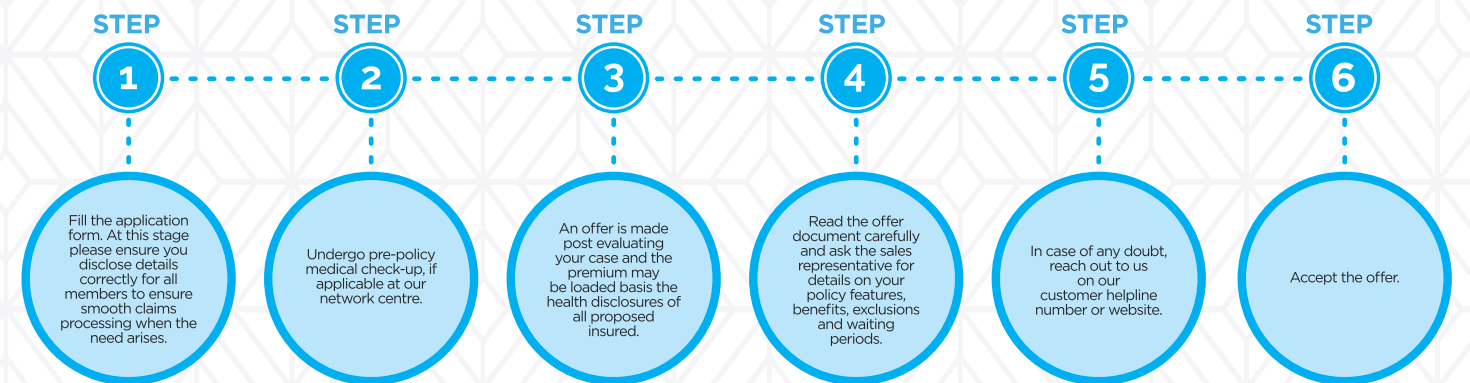 STEP
1
Fill the application
form. At this stage
please ensure you
disclose details
correctly for all
members to ensure
smooth claims
processing when the
need arises.
STEP
2
Undergo pre-policy
medical check-up, if
applicable at our
network centre.
STEP
3
An offer is made
post evaluating
your case and the
premium may
be loaded basis the
health disclosures of
all proposed
insured.
STEP
4
Read the offer
document carefully
and ask the sales
representative for
details on your
policy features,
benefits, exclusions
and waiting
periods.
STEP
5
In case of any doubt,
reach out to us
on our
customer helpline
number or website.
STEP
6
Accept the offer.